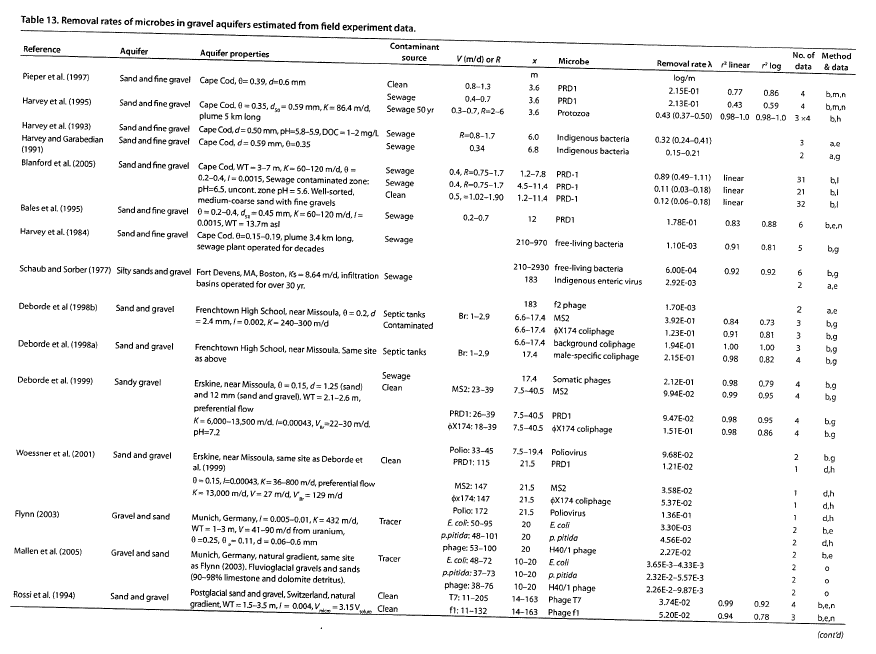 Table 13. Removal rates of microbes in gravel aquifers estimated from field experiment data.
Reference Aquifer Aquifer properties Contaminant source V (m/d) or R x Microbe Removal rate λ r² linear r² log No. of data Method & data
m log/m
Pieper et al. (1997) Sand and fine gravel Cape Cod, θ= 0.39, d=0.6 mm Clean 0.8–1.3 3.6 PRD1 2.15E-01 0.77 0.86 4 b,m,n
Sewage 0.4–0.7 3.6 PRD1 2.13E-01 0.43 0.59 4 b,m,n
Harvey et al. (1995) Sand and fine gravel Cape Cod, θ = 0.35, d50 = 0.59 mm, K = 86.4 m/d, Sewage 50 yr 0.3–0.7, R=2–6 3.6 Protozoa 0.43 (0.37–0.50) 0.98–1.0 0.98–1.0 3 ×4 b,h
plume 5 km long
Harvey et al. (1993) Sand and fine gravel Cape Cod, d = 0.50 mm, pH=5.8–5.9, DOC = 1–2 mg/L Sewage R=0.8–1.7 6.0 Indigenous bacteria 0.32 (0.24–0.41) 3 a,e
Harvey and Garabedian Sand and fine gravel Cape Cod, d = 0.59 mm, θ=0.35 Sewage 0.34 6.8 Indigenous bacteria 0.15–0.21 2 a,g
(1991)
Blanford et al. (2005) Sand and fine gravel Cape Cod, WT = 3–7 m, K = 60–120 m/d, θ = Sewage 0.4, R=0.75–1.7 1.2–7.8 PRD-1 0.89 (0.49–1.11) linear 31 b,l
0.2–0.4, I = 0.0015, Sewage contaminated zone: Sewage 0.4, R=0.75–1.7 4.5–11.4 PRD-1 0.11 (0.03–0.18) linear 21 b,l
pH=6.5, uncont. zone pH = 5.6. Well-sorted, Clean 0.5, =1.02–1.90 1.2–11.4 PRD-1 0.12 (0.06–0.18) linear 32 b,l
medium-coarse sand with fine gravels
Bales et al. (1995) Sand and fine gravel θ = 0.2–0.4, d50 = 0.45 mm, K = 60–120 m/d, I = Sewage 0.2–0.7 12 PRD1 1.78E-01 0.83 0.88 6 b,e,n
0.0015, WT = 13.7m asl
Harvey et al. (1984) Sand and fine gravel Cape Cod, θ=0.15–0.19, plume 3.4 km long, Sewage 210–970 free-living bacteria 1.10E-03 0.91 0.81 5 b,g
sewage plant operated for decades
210–2930 free-living bacteria 6.00E-04 0.92 0.92 6 b,g
Schaub and Sorber (1977) Silty sands and gravel Fort Devens, MA, Boston, Ks = 8.64 m/d, infiltration Sewage 183 Indigenous enteric virus 2.92E-03 2 a,e
basins operated for over 30 yr.
183 f2 phage 1.70E-03 2 a,e
Deborde et al (1998b) Sand and gravel Frenchtown High School, near Missoula, θ = 0.2, d Septic tanks Br: 1–2.9 6.6–17.4 MS2 3.92E-01 0.84 0.73 3 b,g
= 2.4 mm, I = 0.002, K = 240–300 m/d Contaminated 6.6–17.4 ϕX174 coliphage 1.23E-01 0.91 0.81 3 b,g
6.6–17.4 background coliphage 1.94E-01 1.00 1.00 3 b,g
Deborde et al. (1998a) Sand and gravel Frenchtown High School, near Missoula. Same site Septic tanks Br: 1–2.9 17.4 male-specific coliphage 2.15E-01 0.98 0.82 4 b,g
as above
Sewage 17.4 Somatic phages 2.12E-01 0.98 0.79 4 b,g
Deborde et al. (1999) Sandy gravel Erskine, near Missoula, θ = 0.15, d = 1.25 (sand) Clean MS2: 23–39 7.5–40.5 MS2 9.94E-02 0.99 0.95 4 b,g
and 12 mm (sand and gravel), WT = 2.1–2.6 m,
preferential flow PRD1: 26–39 7.5–40.5 PRD1 9.47E-02 0.98 0.95 4 b,g
K = 6,000–13,500 m/d. I=0.00043, VBr=22–30 m/d, ϕX174: 18–39 7.5–40.5 ϕX174 coliphage 1.51E-01 0.98 0.86 4 b,g
pH=7.2
Polio: 33–45 7.5–19.4 Poliovirus 9.68E-02 2 b,g
Woessner et al. (2001) Sand and gravel Erskine, near Missoula, same site as Deborde et Clean PRD1: 115 21.5 PRD1 1.21E-02 1 d,h
al. (1999)
θ = 0.15, I=0.00043, K = 36–800 m/d, preferential flow MS2: 147 21.5 MS2 3.58E-02 1 d,h
K = 13,000 m/d, V = 27 m/d, VBr = 129 m/d ϕx174: 147 21.5 ϕX174 coliphage 5.37E-02 1 d,h
Polio: 172 21.5 Poliovirus 1.36E-01 1 d,h
Flynn (2003) Gravel and sand Munich, Germany, I = 0.005–0.01, K = 432 m/d, Tracer E. coli: 50–95 20 E. coli 3.30E-03 2 b,e
WT = 1–3 m, V = 41–90 m/d from uranium, p.pitida: 48–101 20 p. pitida 4.56E-02 2 d,h
θ =0.25, θe= 0.11, d = 0.06–0.6 mm phage: 53–100 20 H40/1 phage 2.27E-02 2 b,e
Mallen et al. (2005) Gravel and sand Munich, Germany, natural gradient, same site Tracer E. coli: 48–72 10–20 E. coli 3.65E-3–4.33E-3 2 o
as Flynn (2003). Fluvioglacial gravels and sands p.pitida: 37–73 10–20 p. pitida 2.32E-2–5.57E-3 2 o
(90–98% limestone and dolomite detritus). phage: 38–76 10–20 H40/1 phage 2.26E-2–9.87E-3 2 o
Rossi et al. (1994) Sand and gravel Postglacial sand and gravel, Switzerland, natural Clean T7: 11–205 14–163 Phage T7 3.74E-02 0.99 0.92 4 b,e,n
gradient, WT = 1.5–3.5 m, I = 0.004, Vmicro = 3.15 Vsolute Clean f1: 11–132 14–163 Phage f1 5.20E-02 0.94 0.78 3 b,e,n
(cont'd)